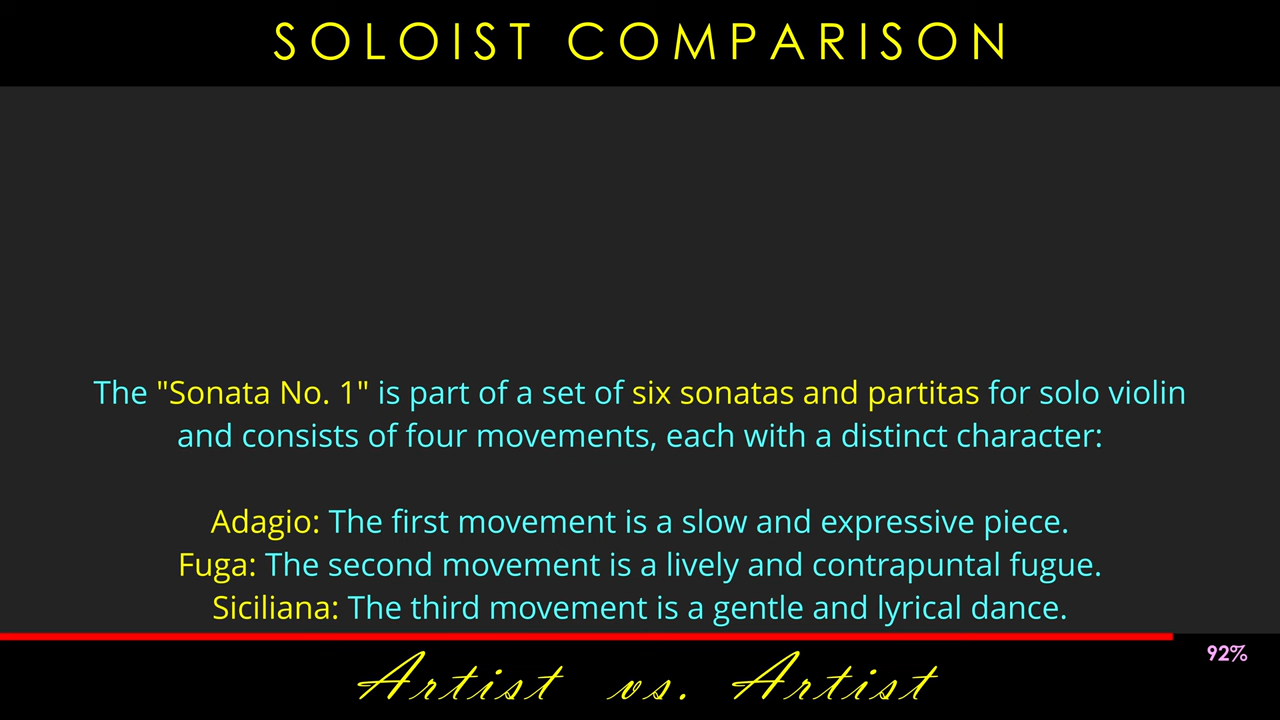 SOLOIST COMPARISON
The "Sonata No. 1" is part of a set of six sonatas and partitas for solo violin
and consists of four movements, each with a distinct character:
Adagio: The first movement is a slow and expressive piece.
Fuga: The second movement is a lively and contrapuntal fugue.
Siciliana: The third movement is a gentle and lyrical dance.
92%
Artist vs. Artist